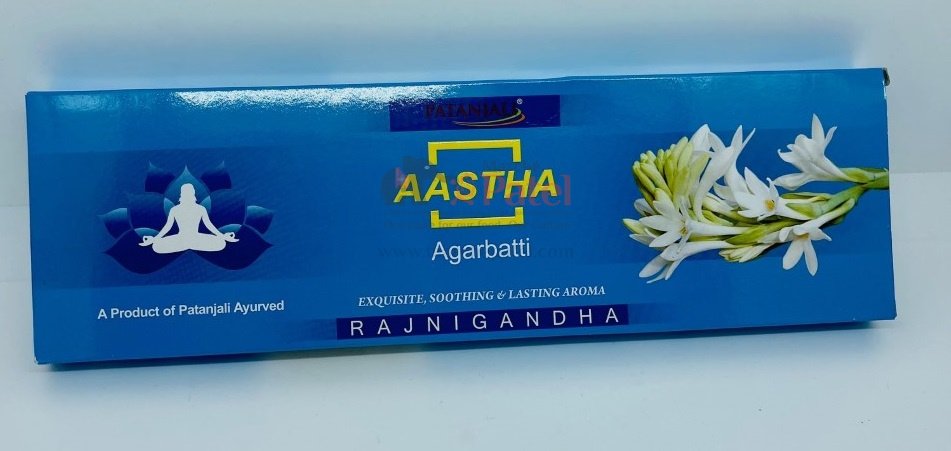 PATANJALI®
AASTHA
Agarbatti
A Product of Patanjali Ayurved
EXQUISITE, SOOTHING & LASTING AROMA
RAJNIGANDHA